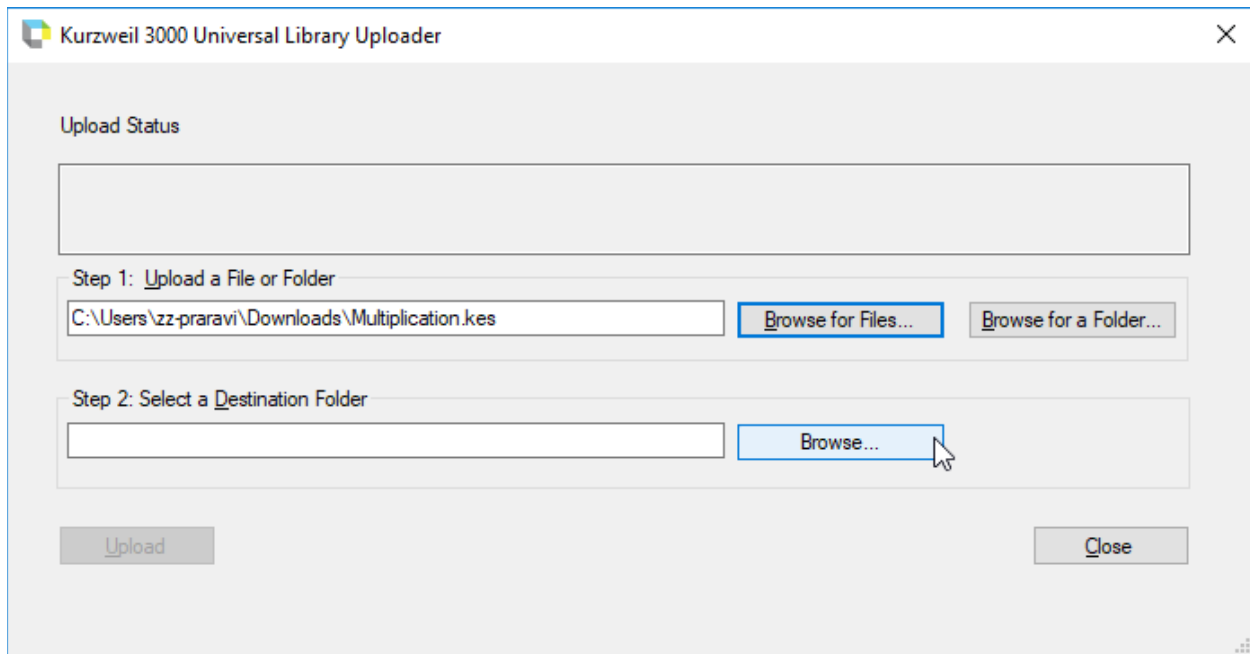 Kurzweil 3000 Universal Library Uploader
Upload Status
Step 1:  Upload a File or Folder
C:\Users\zz-praravi\Downloads\Multiplication.kes
Browse for Files...
Browse for a Folder...
Step 2: Select a Destination Folder
Browse...
Upload
Close